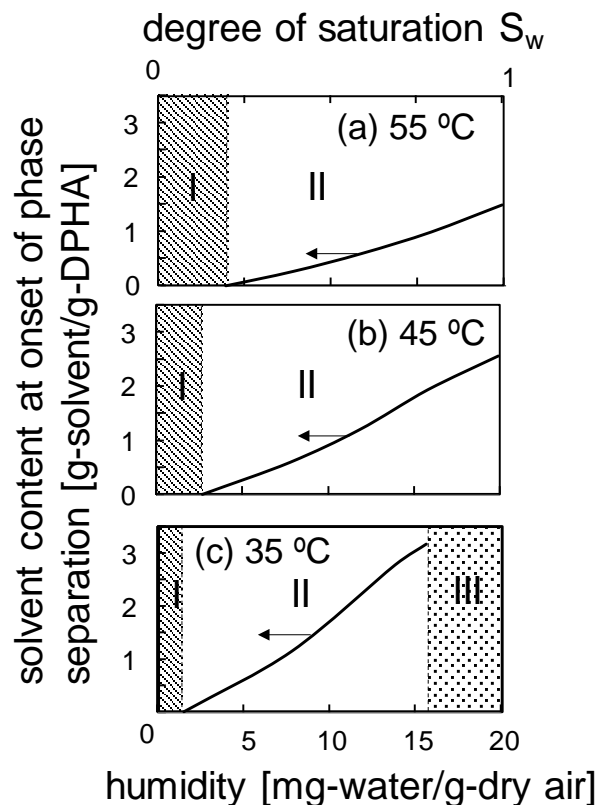 degree of saturation S_w
0 1
solvent content at onset of phase
separation [g-solvent/g-DPHA]
3
2
1
0
(a) 55 ºC
I II
3
2
1
0
(b) 45 ºC
I II
3
2
1
(c) 35 ºC
I II III
0 5 10 15 20
humidity [mg-water/g-dry air]